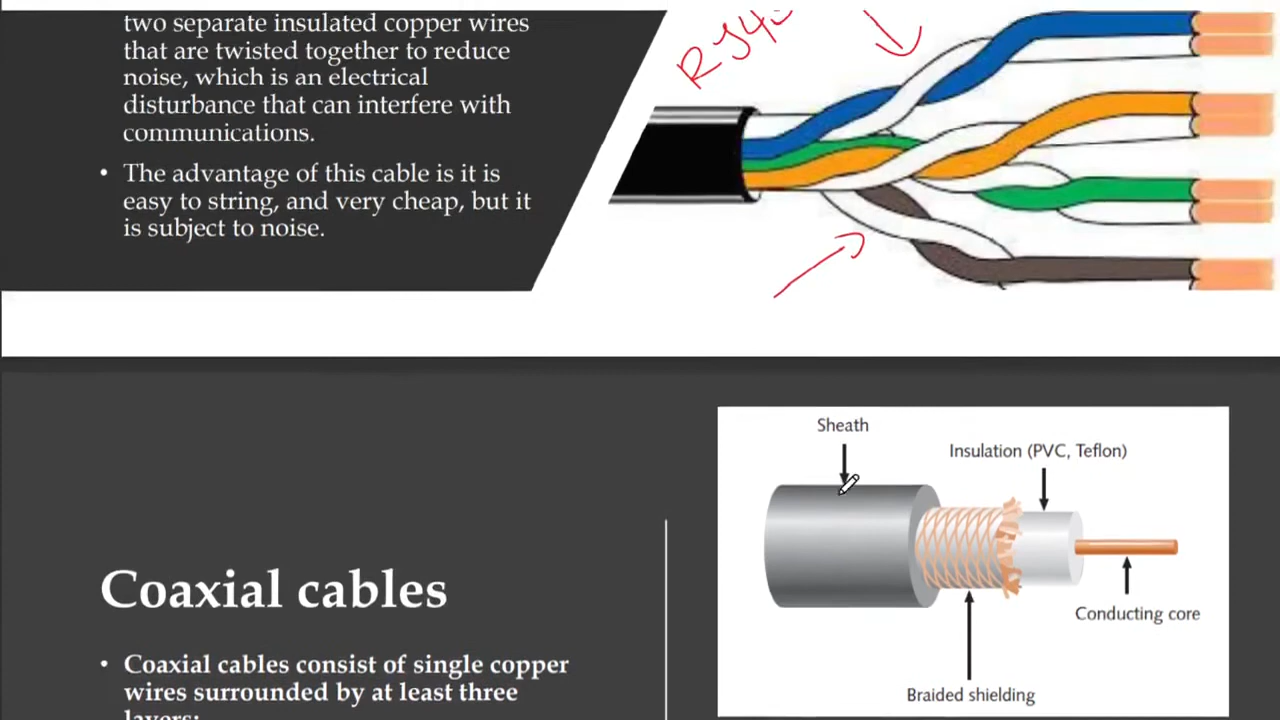 two separate insulated copper wires
that are twisted together to reduce
noise, which is an electrical
disturbance that can interfere with
communications.
• The advantage of this cable is it is
easy to string, and very cheap, but it
is subject to noise.
Sheath
Insulation (PVC, Teflon)
Conducting core
Braided shielding
Coaxial cables
• Coaxial cables consist of single copper
wires surrounded by at least three
layers: